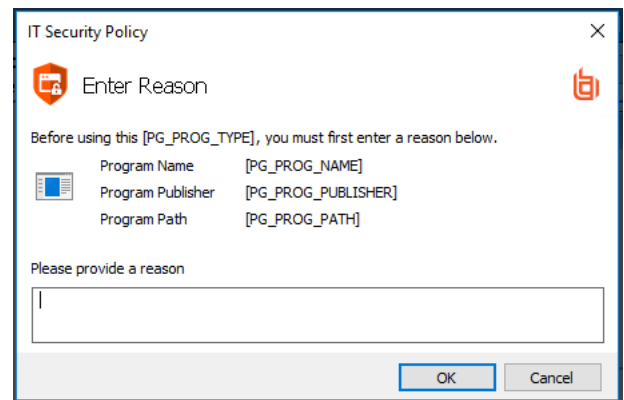 IT Security Policy
Enter Reason
Before using this [PG_PROG_TYPE], you must first enter a reason below.
Program Name [PG_PROG_NAME]
Program Publisher [PG_PROG_PUBLISHER]
Program Path [PG_PROG_PATH]
Please provide a reason
OK Cancel